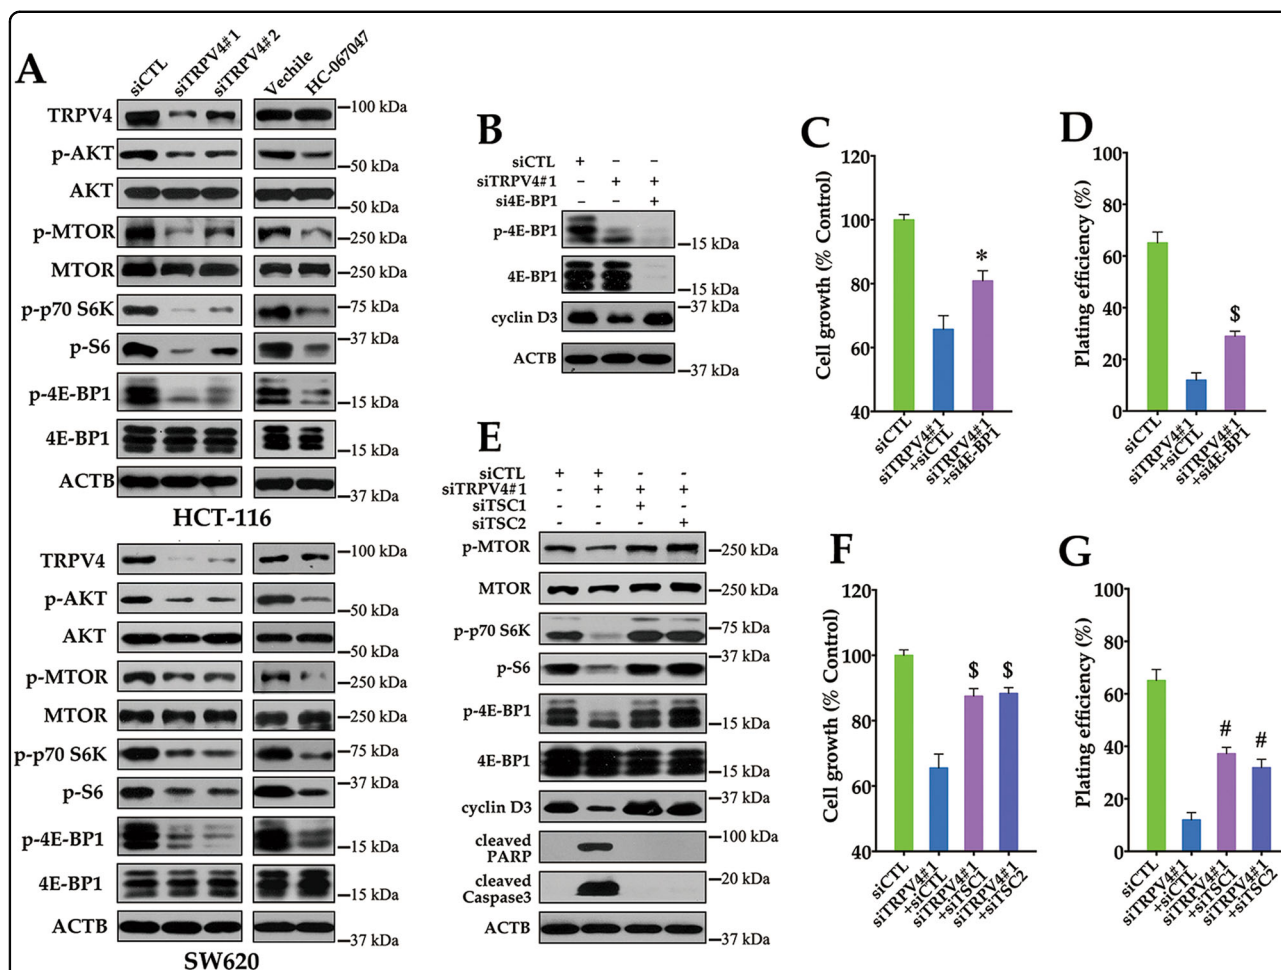 A
siCTL
siTRPV4#1
siTRPV4#2
Vechile
HC-067047
TRPV4
100 kDa
p-AKT
50 kDa
AKT
50 kDa
p-MTOR
250 kDa
MTOR
250 kDa
p-p70 S6K
75 kDa
p-S6
37 kDa
p-4E-BP1
15 kDa
4E-BP1
15 kDa
ACTB
37 kDa
HCT-116
TRPV4
100 kDa
p-AKT
50 kDa
AKT
50 kDa
p-MTOR
250 kDa
MTOR
250 kDa
p-p70 S6K
75 kDa
p-S6
37 kDa
p-4E-BP1
15 kDa
4E-BP1
15 kDa
ACTB
37 kDa
SW620
B
siCTL + – –
siTRPV4#1 – + +
si4E-BP1 – – +
p-4E-BP1
15 kDa
4E-BP1
15 kDa
cyclin D3
37 kDa
ACTB
37 kDa
C
Cell growth (% Control)
120
100
80
60
40
*
siCTL
siTRPV4#1
+siCTL
siTRPV4#1
+si4E-BP1
D
Plating efficiency (%)
100
80
60
40
20
0
$
siCTL
siTRPV4#1
+siCTL
siTRPV4#1
+si4E-BP1
E
siCTL + + - -
siTRPV4#1 - + + +
siTSC1 - - + -
siTSC2 - - - +
p-MTOR
250 kDa
MTOR
250 kDa
p-p70 S6K
75 kDa
p-S6
37 kDa
p-4E-BP1
15 kDa
4E-BP1
15 kDa
cyclin D3
37 kDa
cleaved
PARP
100 kDa
cleaved
Caspase3
20 kDa
ACTB
37 kDa
F
Cell growth (% Control)
120
100
80
60
40
$ $
siCTL
siTRPV4#1
+siCTL
siTRPV4#1
+siTSC1
siTRPV4#1
+siTSC2
G
Plating efficiency (%)
100
80
60
40
20
0
# #
siCTL
siTRPV4#1
+siCTL
siTRPV4#1
+siTSC1
siTRPV4#1
+siTSC2